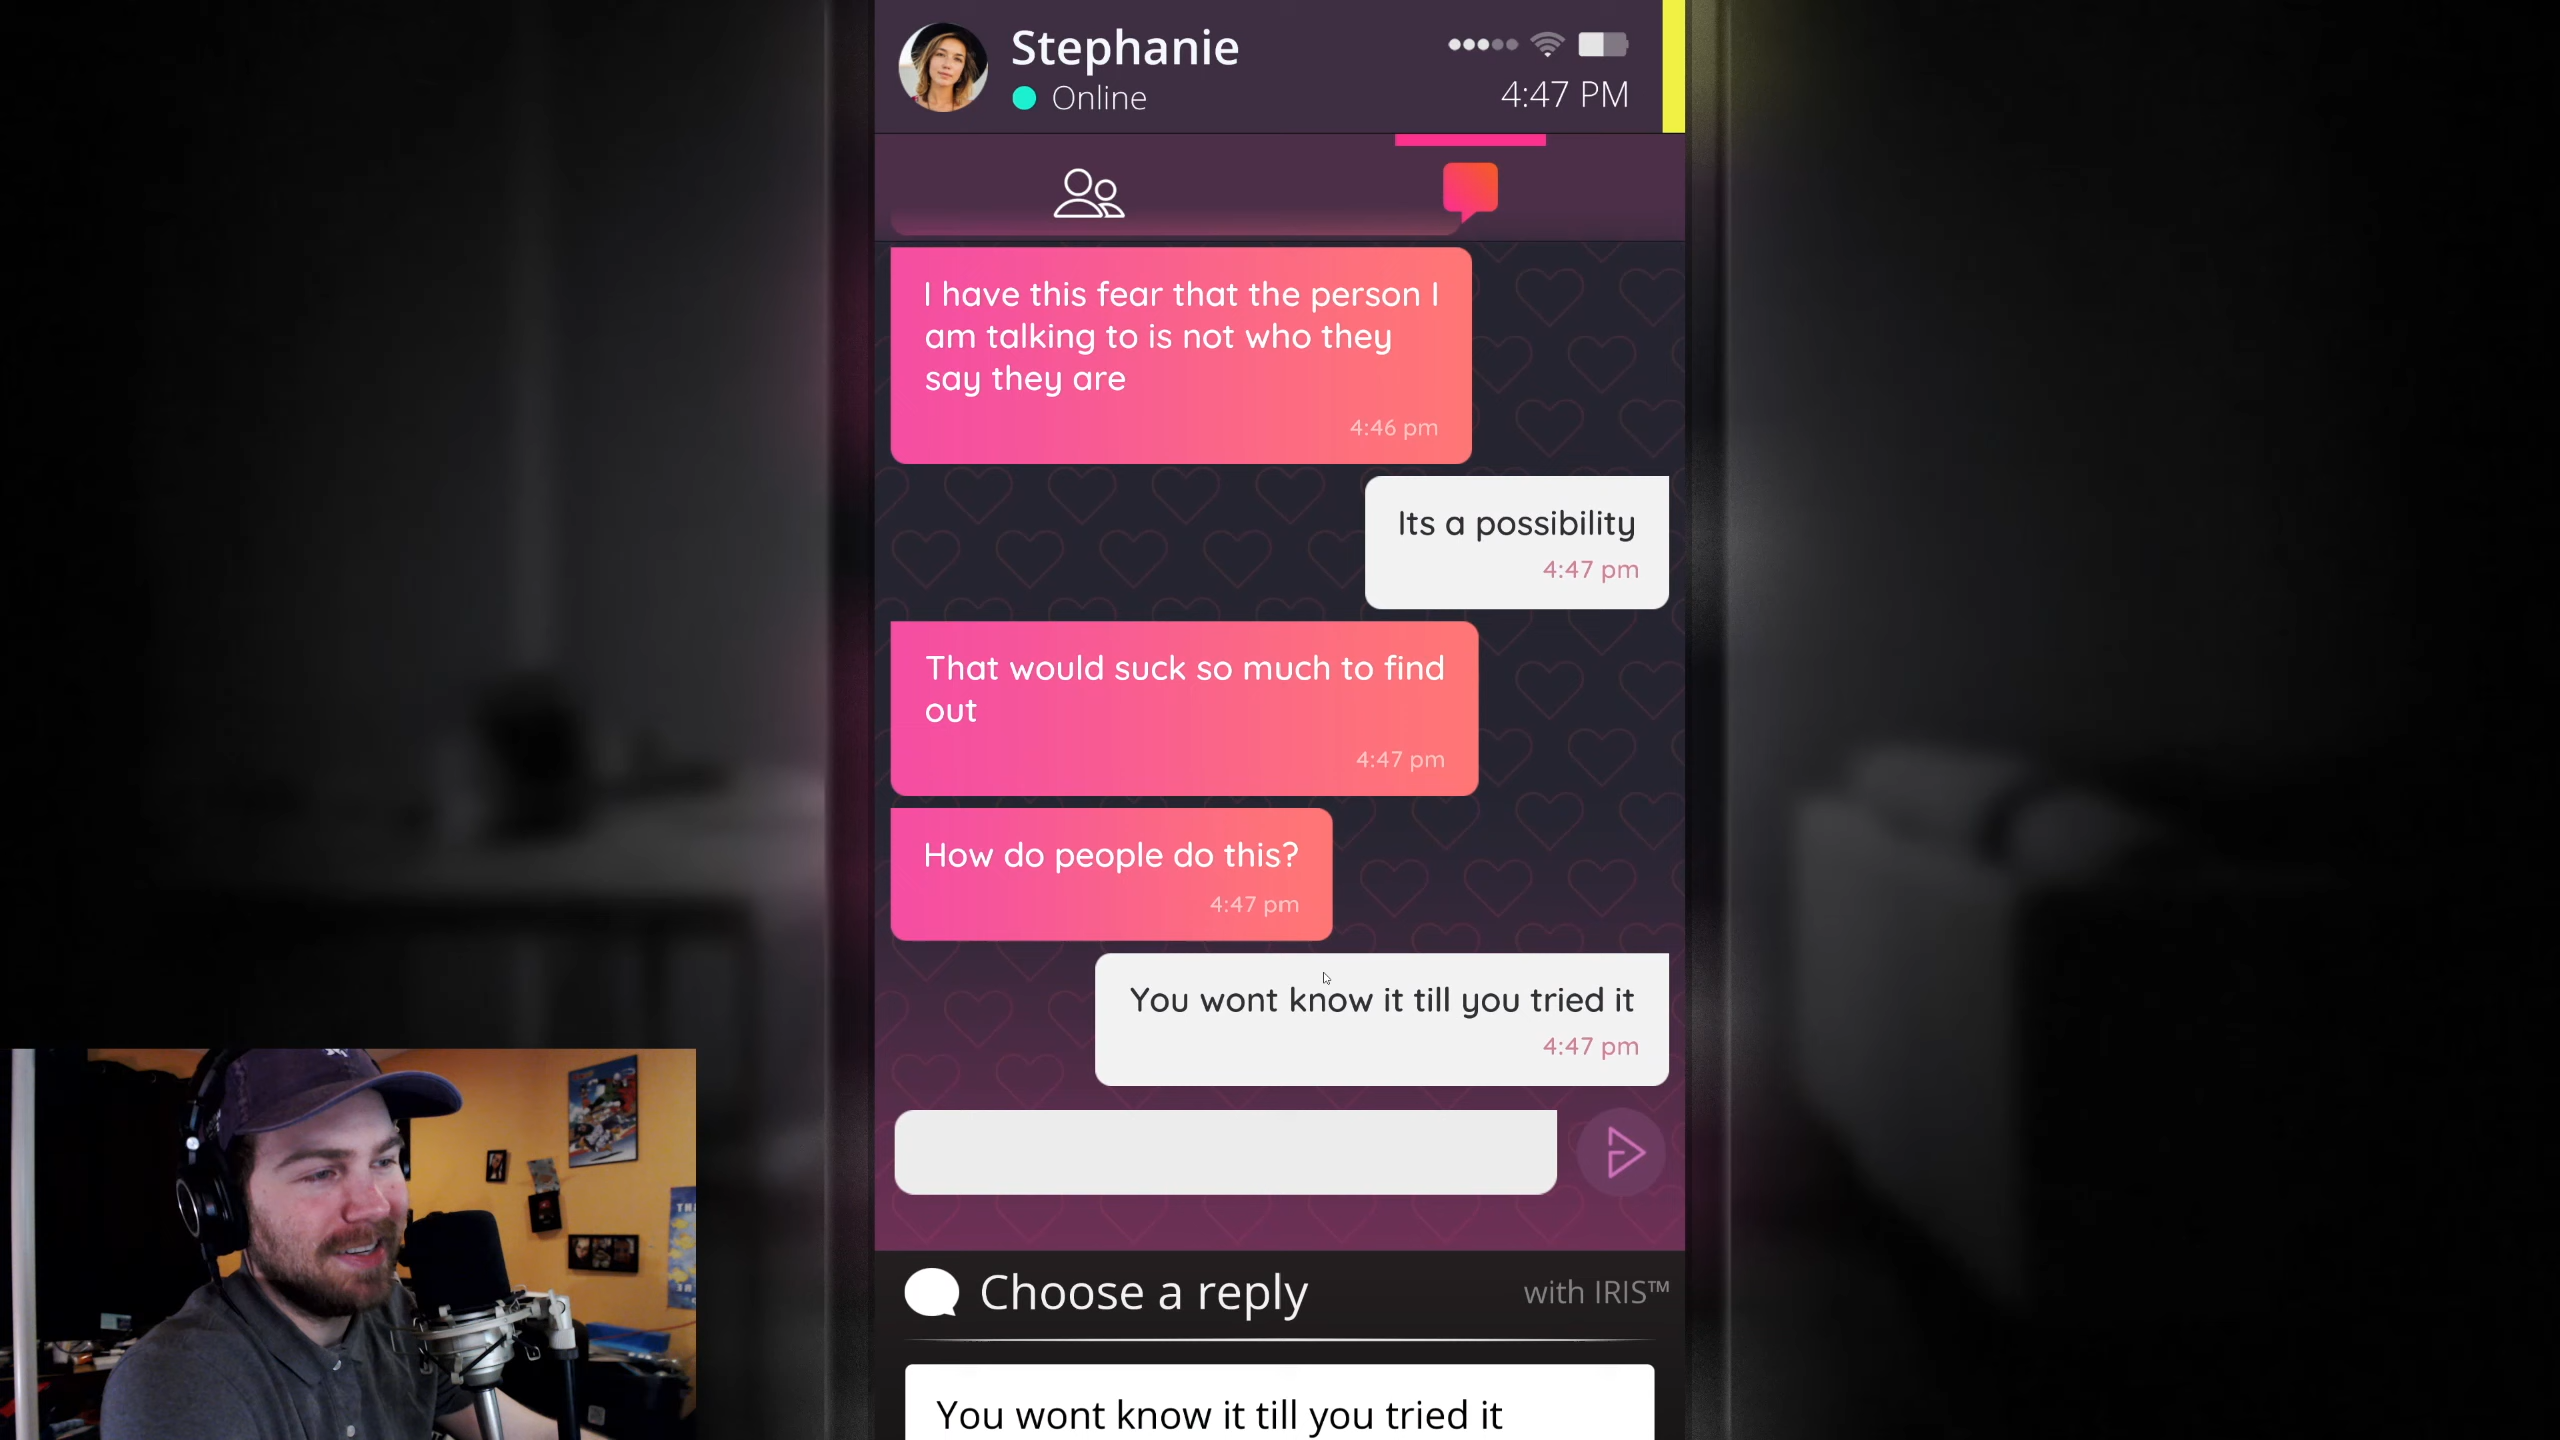 Stephanie
Online
4:47 PM
I have this fear that the person I
am talking to is not who they
say they are
4:46 pm
Its a possibility
4:47 pm
That would suck so much to find
out
4:47 pm
How do people do this?
4:47 pm
You wont know it till you tried it
4:47 pm
Choose a reply
with IRIS™
You wont know it till you tried it